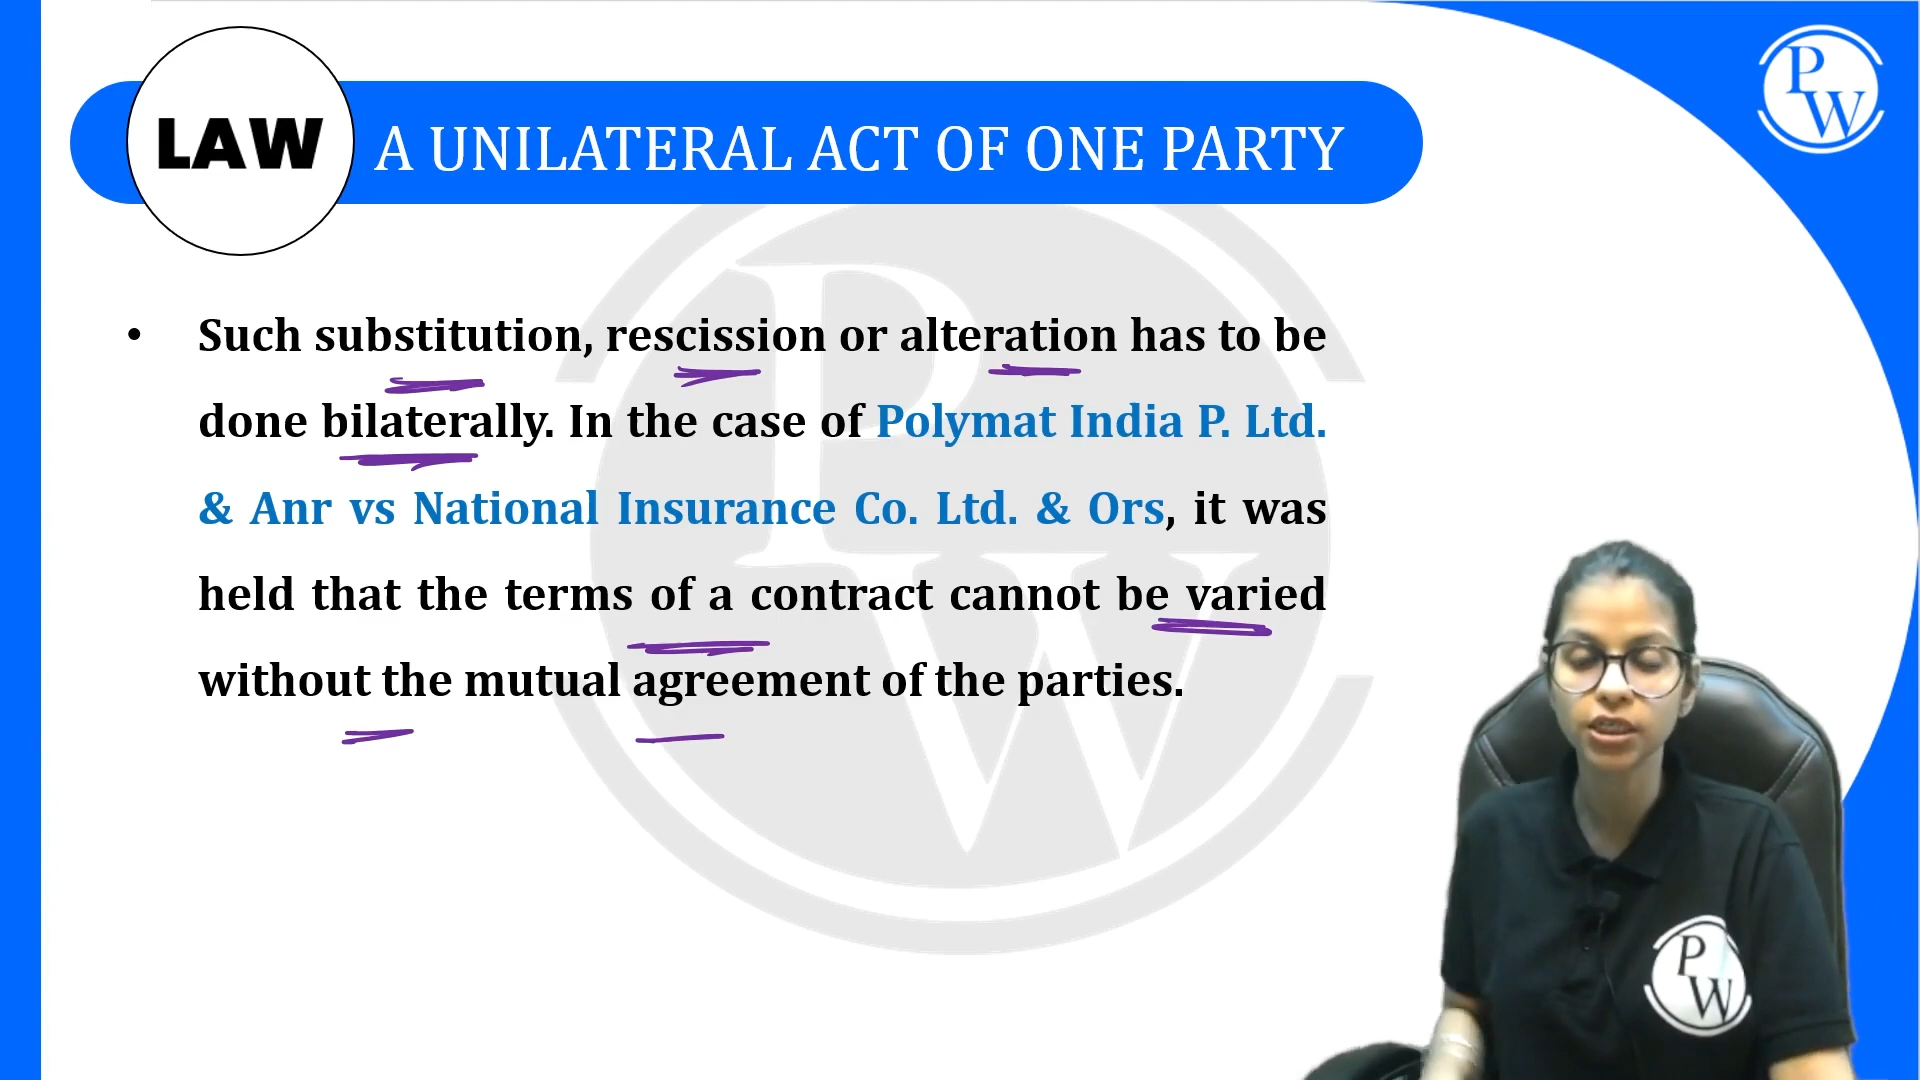 LAW
A UNILATERAL ACT OF ONE PARTY
PW
• Such substitution, rescission or alteration has to be
done bilaterally. In the case of Polymat India P. Ltd.
& Anr vs National Insurance Co. Ltd. & Ors, it was
held that the terms of a contract cannot be varied
without the mutual agreement of the parties.
PW
PW